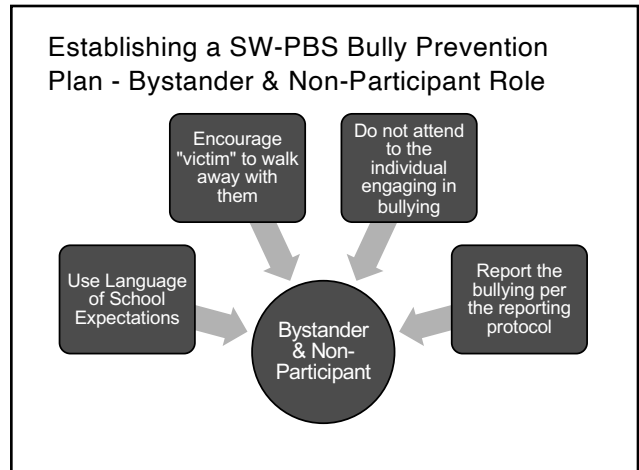 Establishing a SW-PBS Bully Prevention
Plan - Bystander & Non-Participant Role
Use Language
of School
Expectations
Encourage
"victim" to walk
away with
them
Do not attend
to the
individual
engaging in
bullying
Report the
bullying per
the reporting
protocol
Bystander
& Non-
Participant